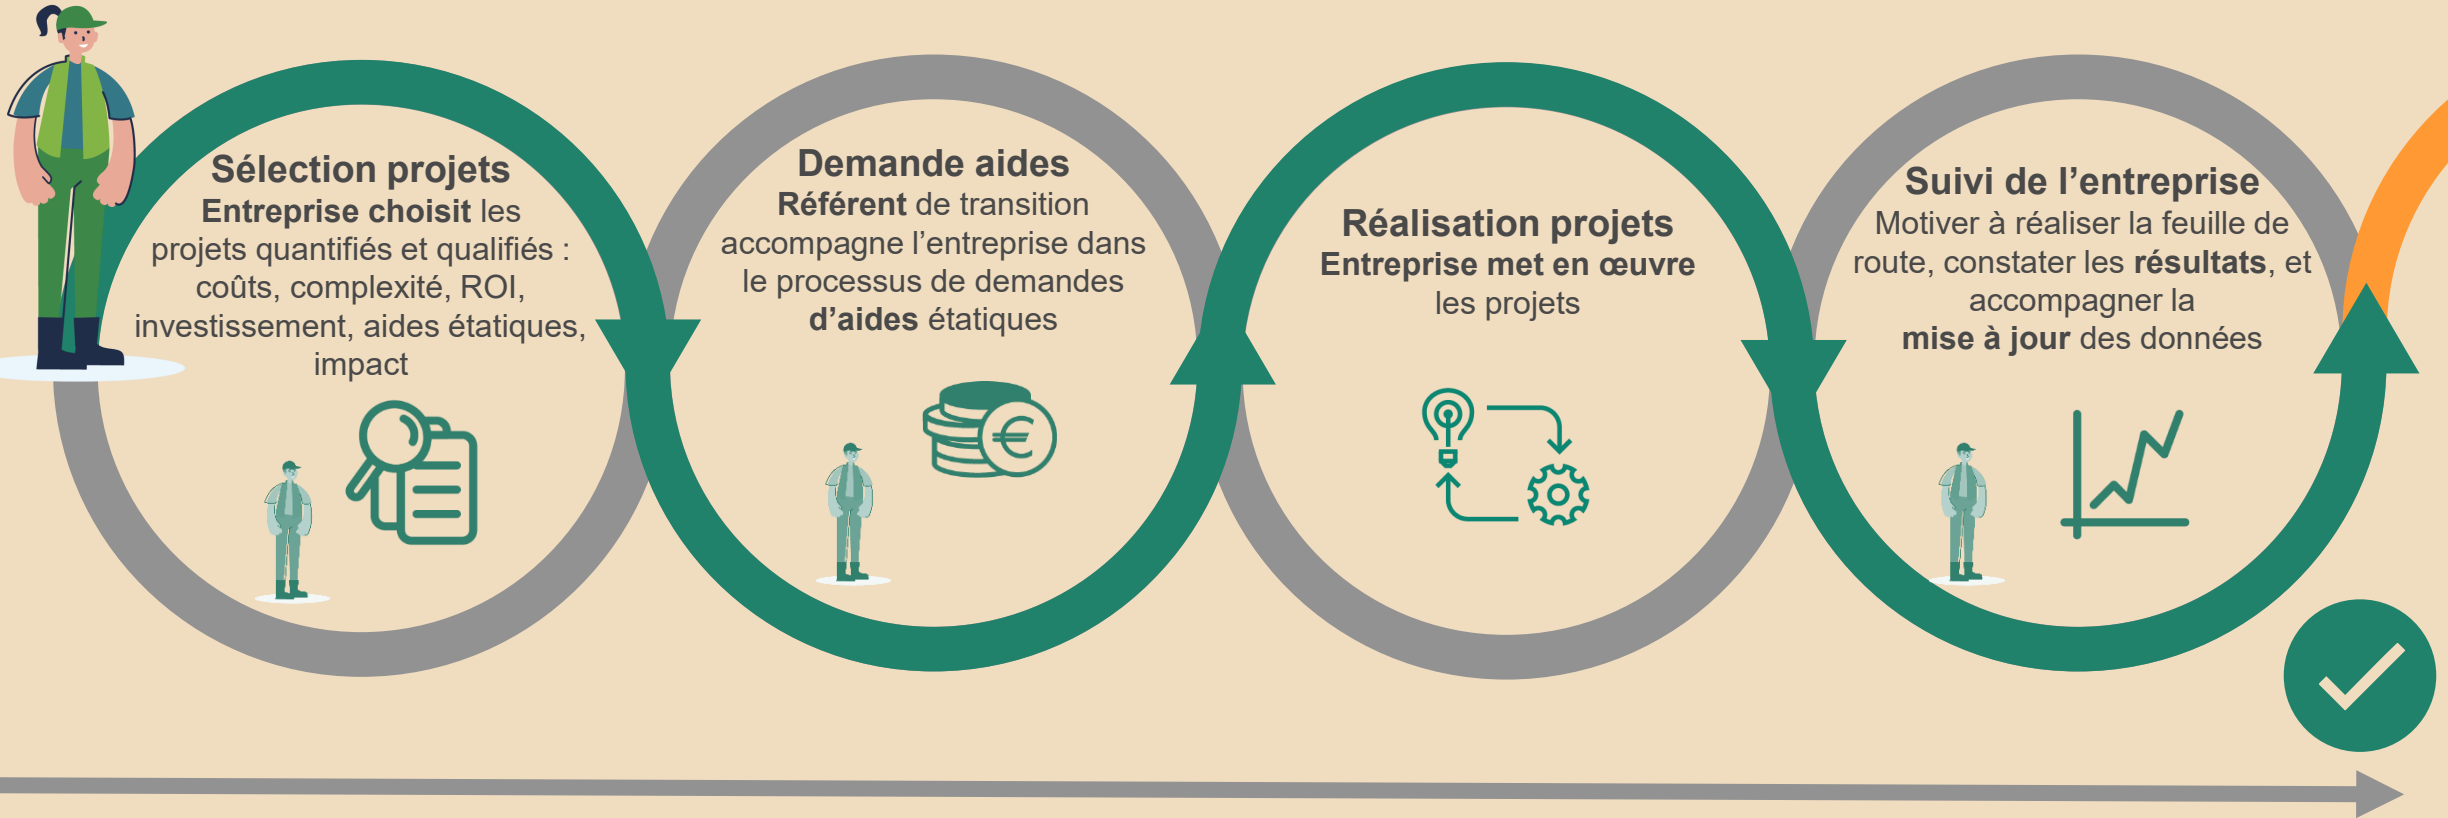 Sélection projets
Entreprise choisit les
projets quantifiés et qualifiés :
coûts, complexité, ROI,
investissement, aides étatiques,
impact
Demande aides
Référent de transition
accompagne l’entreprise dans
le processus de demandes
d’aides étatiques
Réalisation projets
Entreprise met en œuvre
les projets
Suivi de l’entreprise
Motiver à réaliser la feuille de
route, constater les résultats, et
accompagner la
mise à jour des données